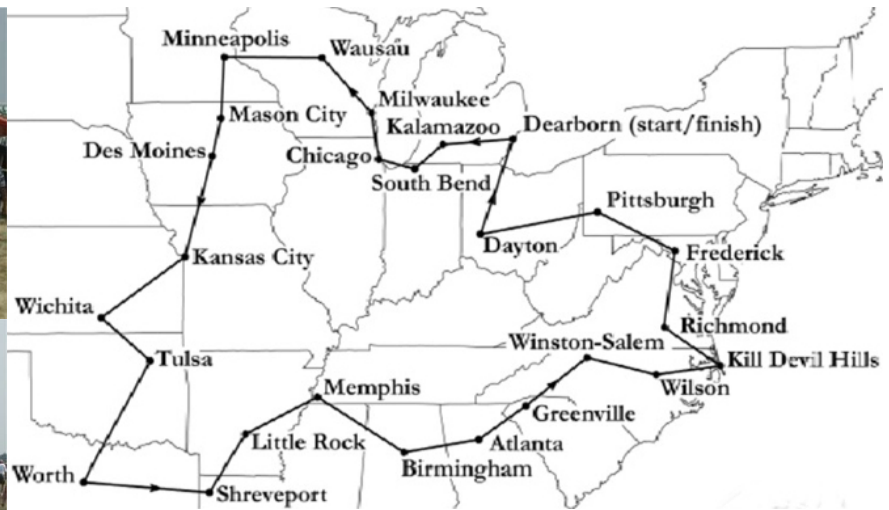 Minneapolis
Wausau
Milwaukee
Mason City
Kalamazoo
Dearborn (start/finish)
Des Moines
Chicago
South Bend
Pittsburgh
Dayton
Frederick
Kansas City
Wichita
Richmond
Winston-Salem
Tulsa
Kill Devil Hills
Memphis
Wilson
Greenville
Little Rock
Atlanta
Birmingham
Worth
Shreveport